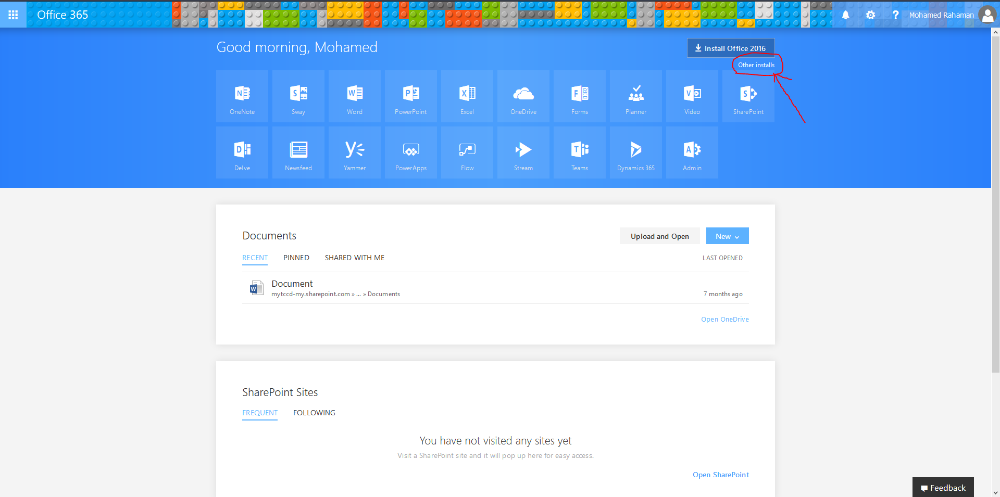 Office 365
? Mohamed Rahaman
Good morning, Mohamed
Install Office 2016
Other installs
N OneNote
S Sway
W Word
P PowerPoint
X Excel
OneDrive
F Forms
Planner
V Video
S SharePoint
D Delve
Newsfeed
Yammer
PowerApps
Flow
Stream
T Teams
Dynamics 365
A Admin
Documents
Upload and Open
New
RECENT PINNED SHARED WITH ME LAST OPENED
W Document
mytccd-my.sharepoint.com » ... » Documents 7 months ago
Open OneDrive
SharePoint Sites
FREQUENT FOLLOWING
You have not visited any sites yet
Visit a SharePoint site and it will pop up here for easy access.
Open SharePoint
Feedback